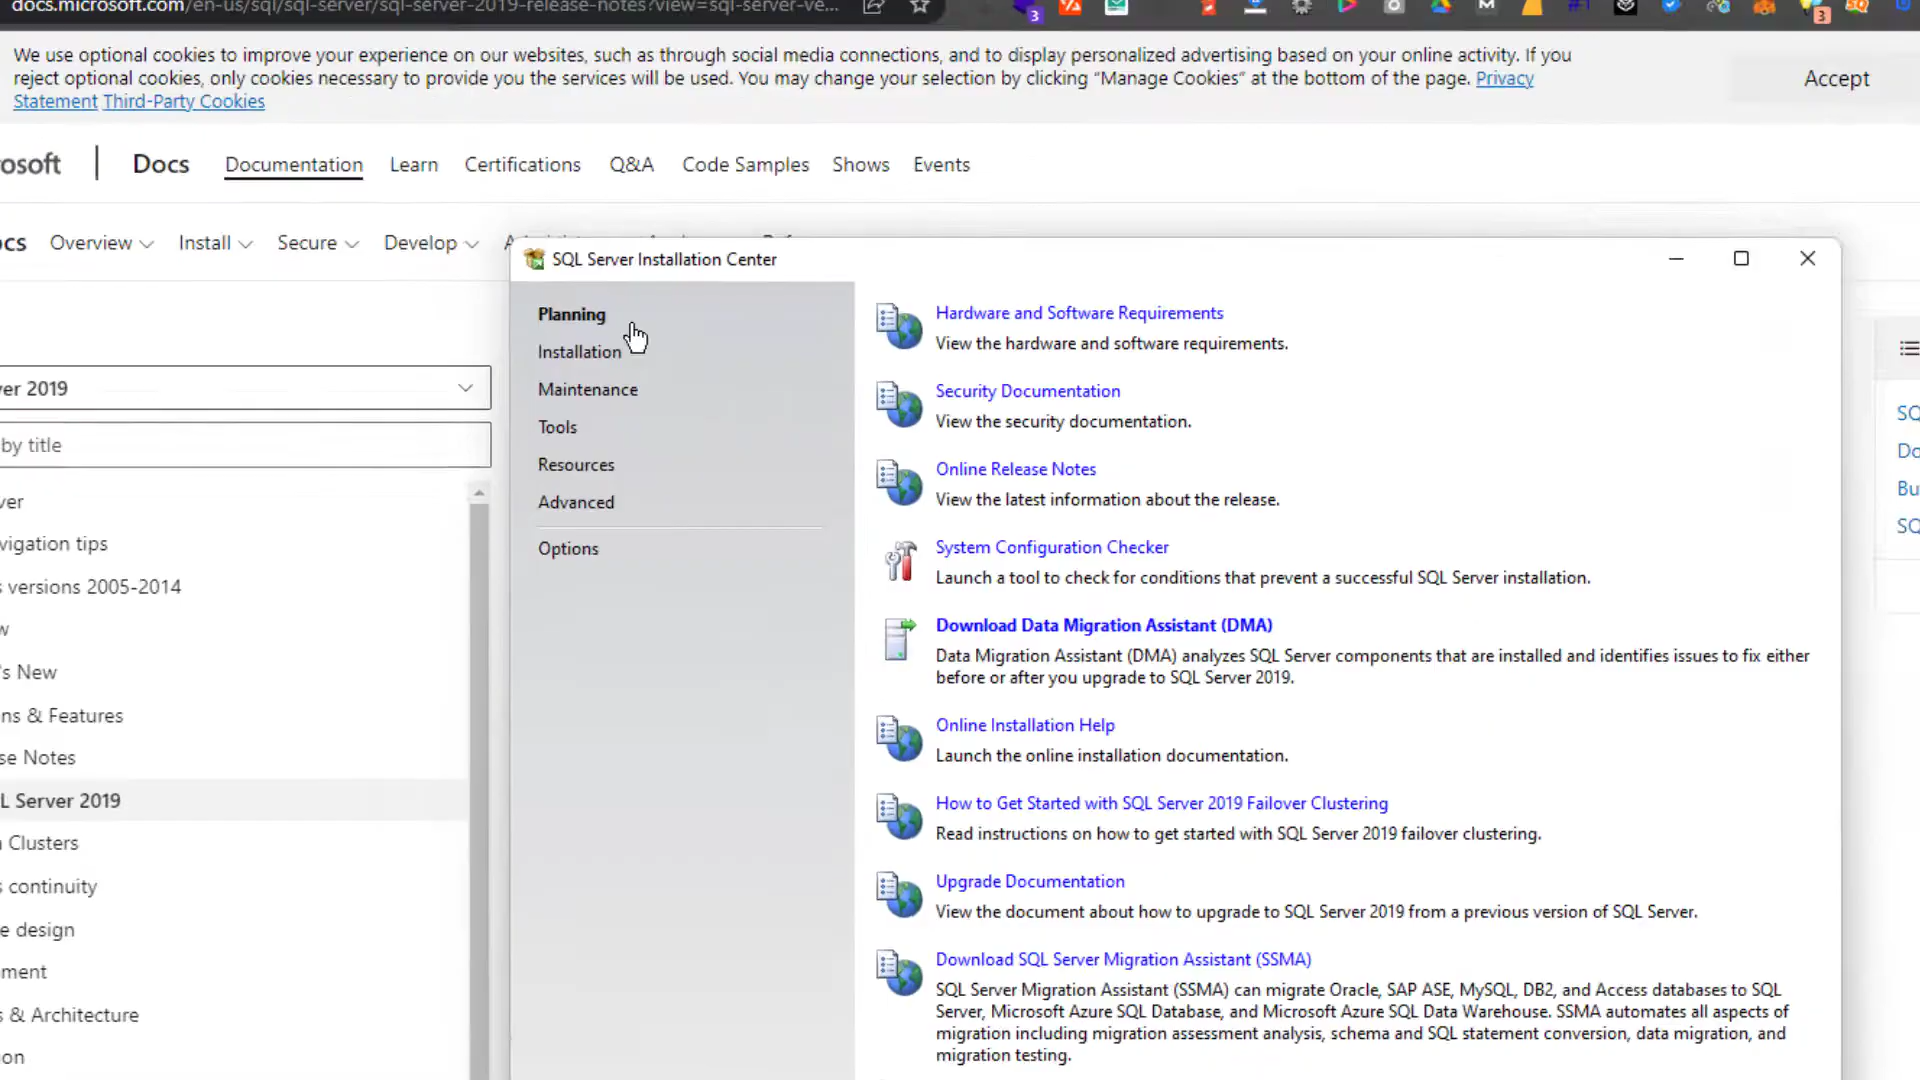 docs.microsoft.com/en-us/sql/sql-server/sql-server-2019-release-notes?view=sql-server-ve...
3
3
We use optional cookies to improve your experience on our websites, such as through social media connections, and to display personalized advertising based on your online activity. If you
reject optional cookies, only cookies necessary to provide you the services will be used. You may change your selection by clicking “Manage Cookies” at the bottom of the page. Privacy
Statement Third-Party Cookies
Accept
osoft Docs Documentation Learn Certifications Q&A Code Samples Shows Events
ocs Overview Install Secure Develop
SQL Server Installation Center
Planning
Installation
Maintenance
Tools
Resources
Advanced
Options
Hardware and Software Requirements
View the hardware and software requirements.
Security Documentation
View the security documentation.
Online Release Notes
View the latest information about the release.
System Configuration Checker
Launch a tool to check for conditions that prevent a successful SQL Server installation.
Download Data Migration Assistant (DMA)
Data Migration Assistant (DMA) analyzes SQL Server components that are installed and identifies issues to fix either
before or after you upgrade to SQL Server 2019.
Online Installation Help
Launch the online installation documentation.
How to Get Started with SQL Server 2019 Failover Clustering
Read instructions on how to get started with SQL Server 2019 failover clustering.
Upgrade Documentation
View the document about how to upgrade to SQL Server 2019 from a previous version of SQL Server.
Download SQL Server Migration Assistant (SSMA)
SQL Server Migration Assistant (SSMA) can migrate Oracle, SAP ASE, MySQL, DB2, and Access databases to SQL
Server, Microsoft Azure SQL Database, and Microsoft Azure SQL Data Warehouse. SSMA automates all aspects of
migration including migration assessment analysis, schema and SQL statement conversion, data migration, and
migration testing.
ver 2019
by title
ver
vigation tips
s versions 2005-2014
w
's New
ns & Features
se Notes
L Server 2019
Clusters
s continuity
e design
ment
s & Architecture
on
SQ
Do
Bu
SQ